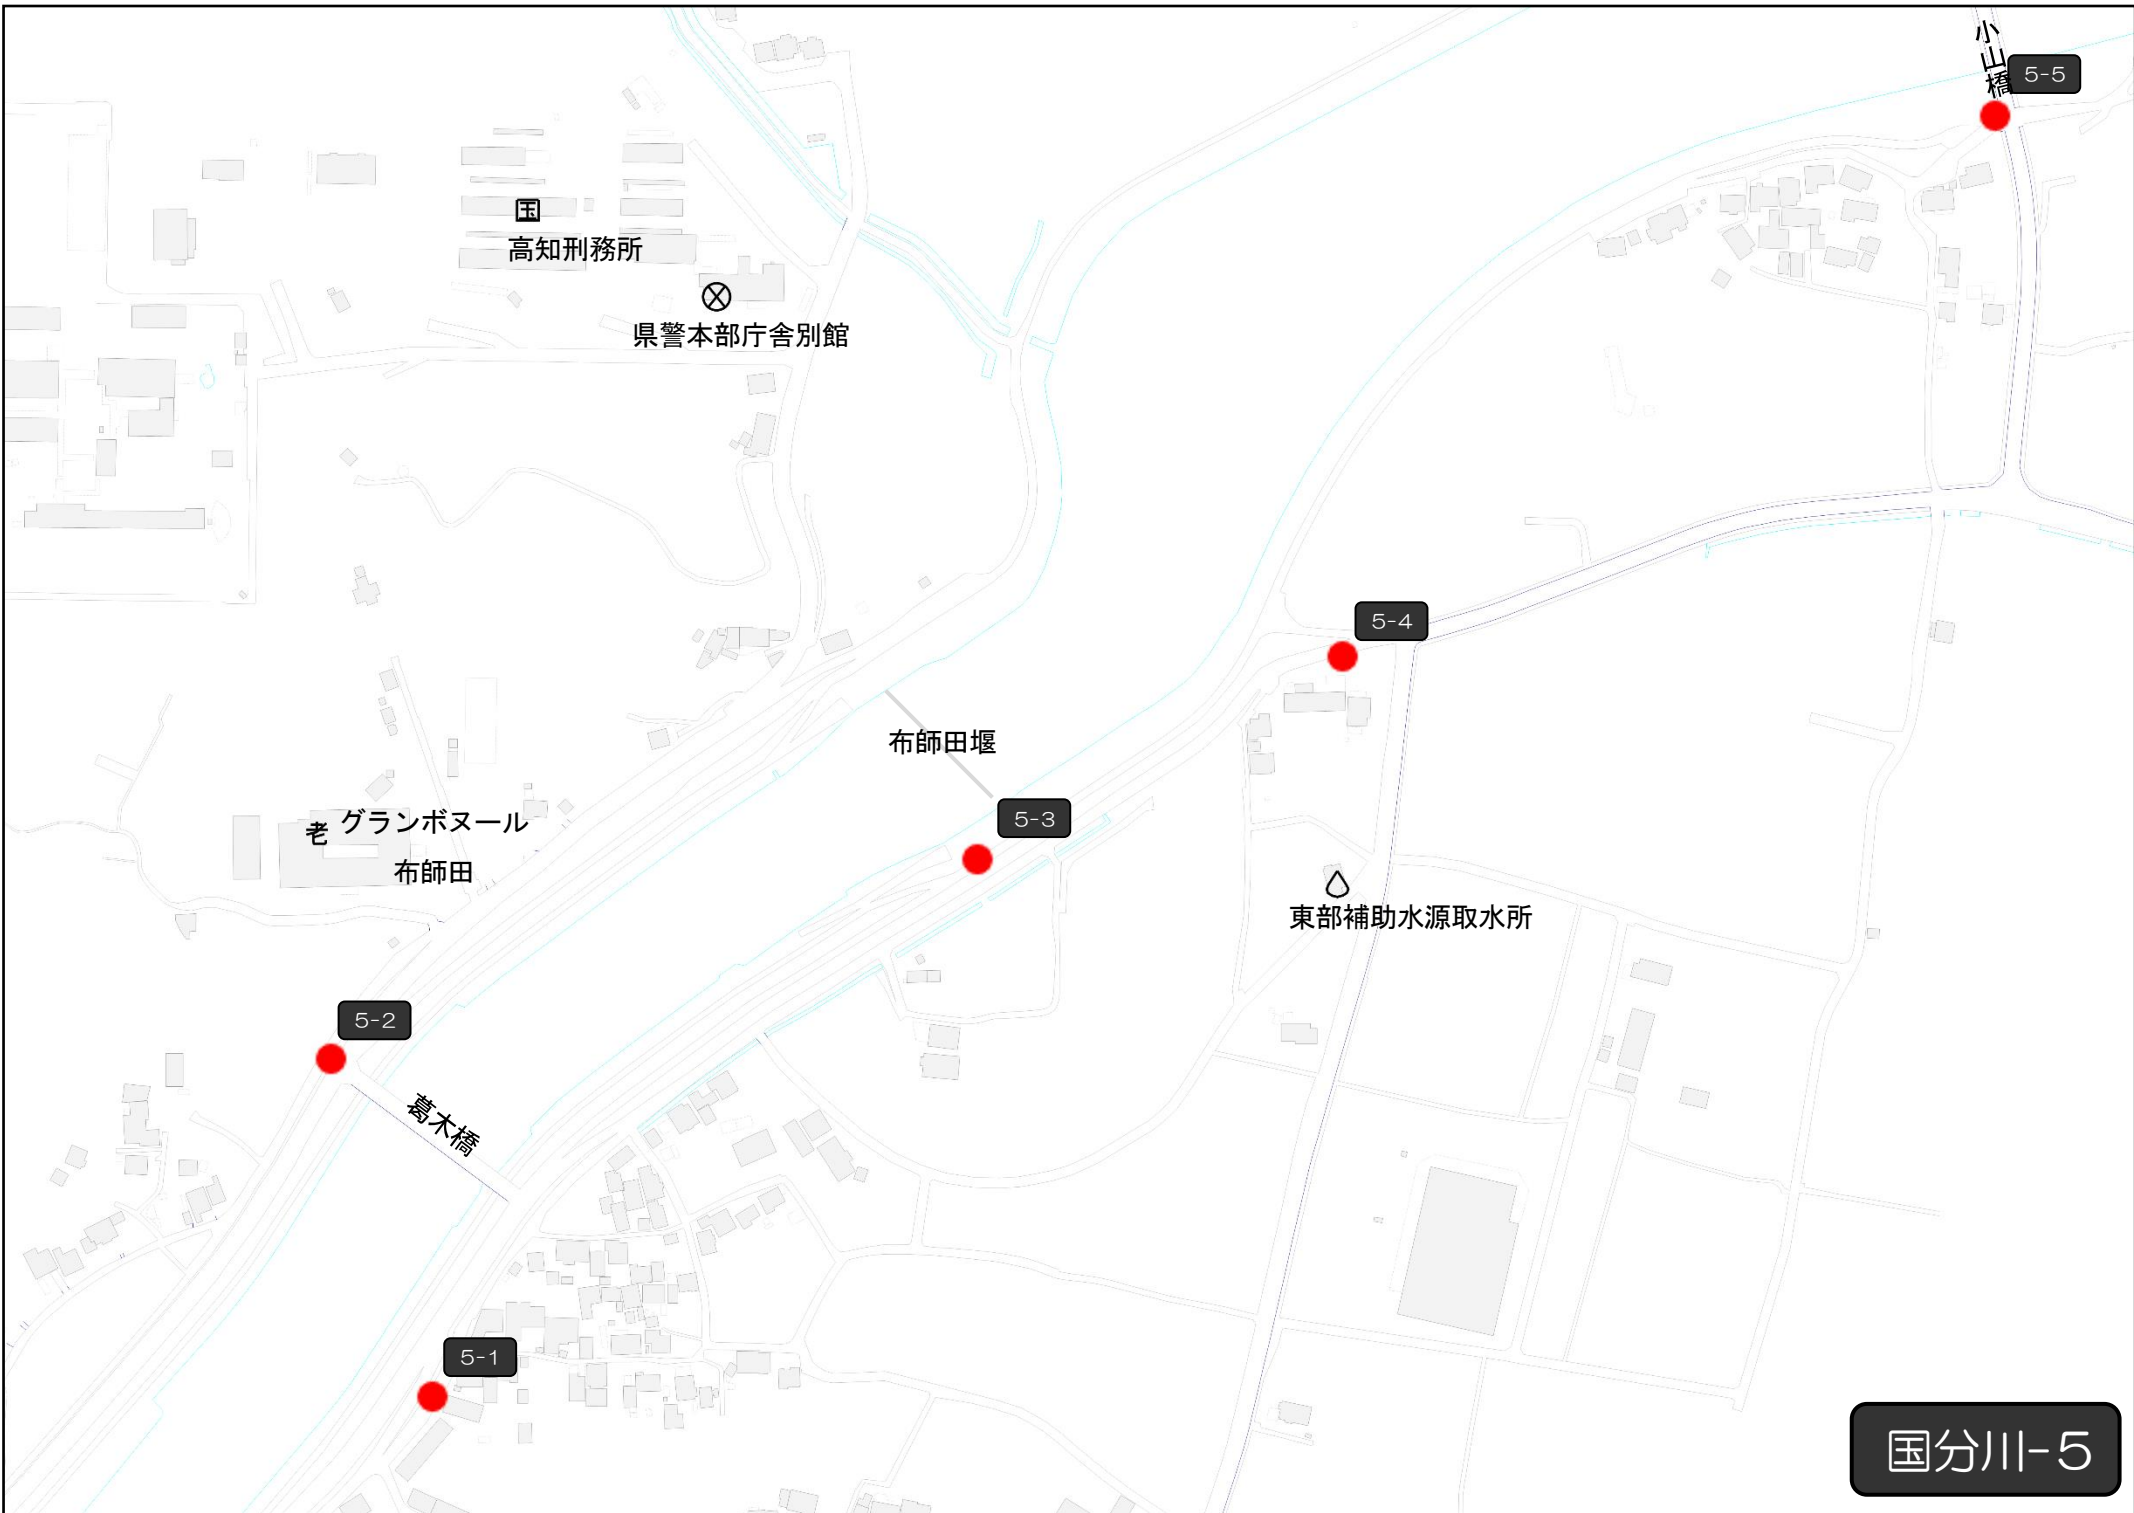 小山橋
5-5
国
高知刑務所
県警本部庁舎別館
5-4
布師田堰
5-3
老
グランボヌール
布師田
東部補助水源取水所
5-2
葛木橋
5-1
国分川-5